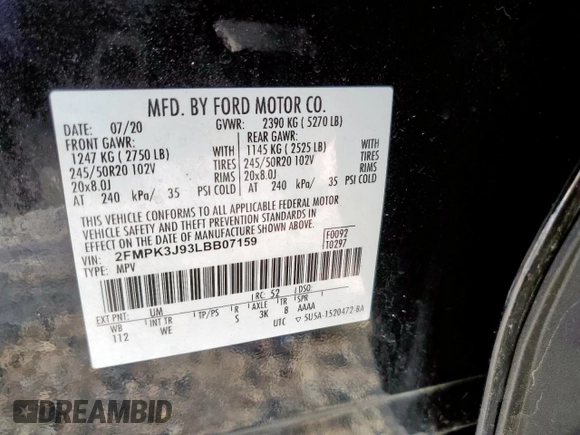 MFD. BY FORD MOTOR CO.
DATE: 07/20 GVWR: 2390 KG ( 5270 LB)
FRONT GAWR: REAR GAWR:
1247 KG ( 2750 LB) WITH 1145 KG ( 2525 LB) WITH
245/50R20 102V TIRES 245/50R20 102V TIRES
20x8.0J RIMS 20x8.0J RIMS
AT 240 kPa/ 35 PSI COLD AT 240 kPa/ 35 PSI COLD
THIS VEHICLE CONFORMS TO ALL APPLICABLE FEDERAL MOTOR
VEHICLE SAFETY AND THEFT PREVENTION STANDARDS IN
EFFECT ON THE DATE OF MANUFACTURE SHOWN ABOVE.
VIN: 2FMPK3J93LBB07159 F0092
TYPE: MPV T0297
EXT PNT: UM RC: 52 DSO:
WB INT TR TP/PS R AXLE TR SPR
112 WE S 3K 8 AAAA
UTC 5U5A-1520472-BA
DREAMBID